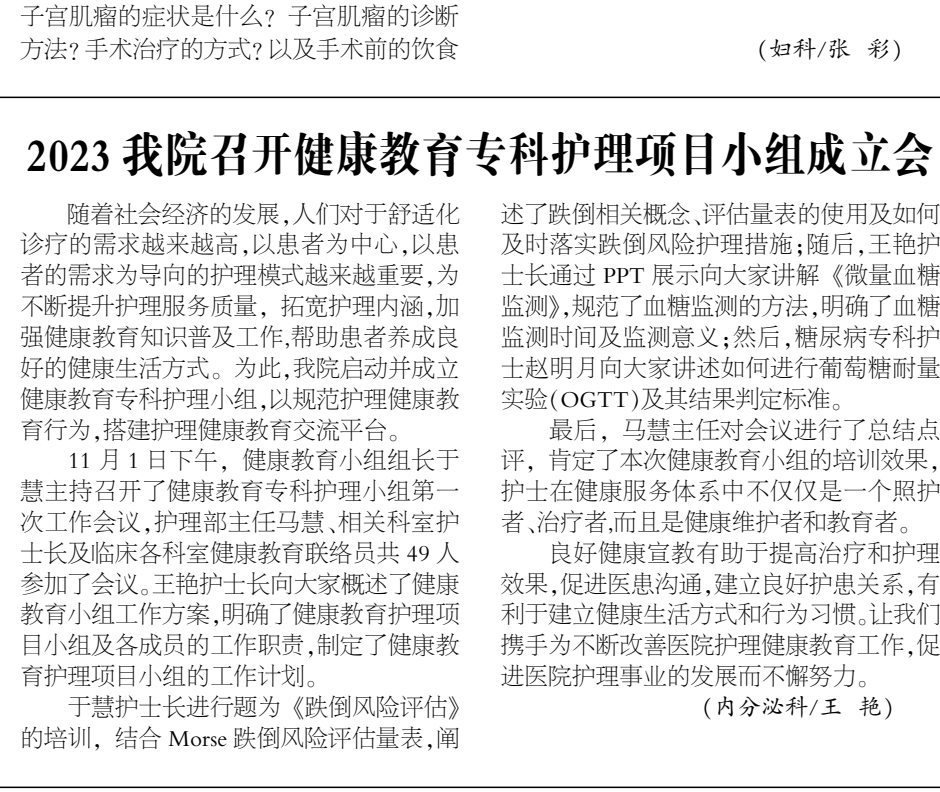 子宫肌瘤的症状是什么？子宫肌瘤的诊断
方法？手术治疗的方式？以及手术前的饮食
（妇科/张 彩）
2023 我院召开健康教育专科护理项目小组成立会
随着社会经济的发展，人们对于舒适化
诊疗的需求越来越高，以患者为中心，以患
者的需求为导向的护理模式越来越重要，为
不断提升护理服务质量，拓宽护理内涵，加
强健康教育知识普及工作，帮助患者养成良
好的健康生活方式。为此，我院启动并成立
健康教育专科护理小组，以规范护理健康教
育行为，搭建护理健康教育交流平台。
11 月 1 日下午，健康教育小组组长于
慧主持召开了健康教育专科护理小组第一
次工作会议，护理部主任马慧、相关科室护
士长及临床各科室健康教育联络员共 49 人
参加了会议。王艳护士长向大家概述了健康
教育小组工作方案，明确了健康教育护理项
目小组及各成员的工作职责，制定了健康教
育护理项目小组的工作计划。
于慧护士长进行题为《跌倒风险评估》
的培训，结合 Morse 跌倒风险评估量表，阐
述了跌倒相关概念、评估量表的使用及如何
及时落实跌倒风险护理措施；随后，王艳护
士长通过 PPT 展示向大家讲解《微量血糖
监测》，规范了血糖监测的方法，明确了血糖
监测时间及监测意义；然后，糖尿病专科护
士赵明月向大家讲述如何进行葡萄糖耐量
实验（OGTT）及其结果判定标准。
最后，马慧主任对会议进行了总结点
评，肯定了本次健康教育小组的培训效果，
护士在健康服务体系中不仅仅是一个照护
者、治疗者，而且是健康维护者和教育者。
良好健康宣教有助于提高治疗和护理
效果，促进医患沟通，建立良好护患关系，有
利于建立健康生活方式和行为习惯。让我们
携手为不断改善医院护理健康教育工作，促
进医院护理事业的发展而不懈努力。
（内分泌科/王 艳）